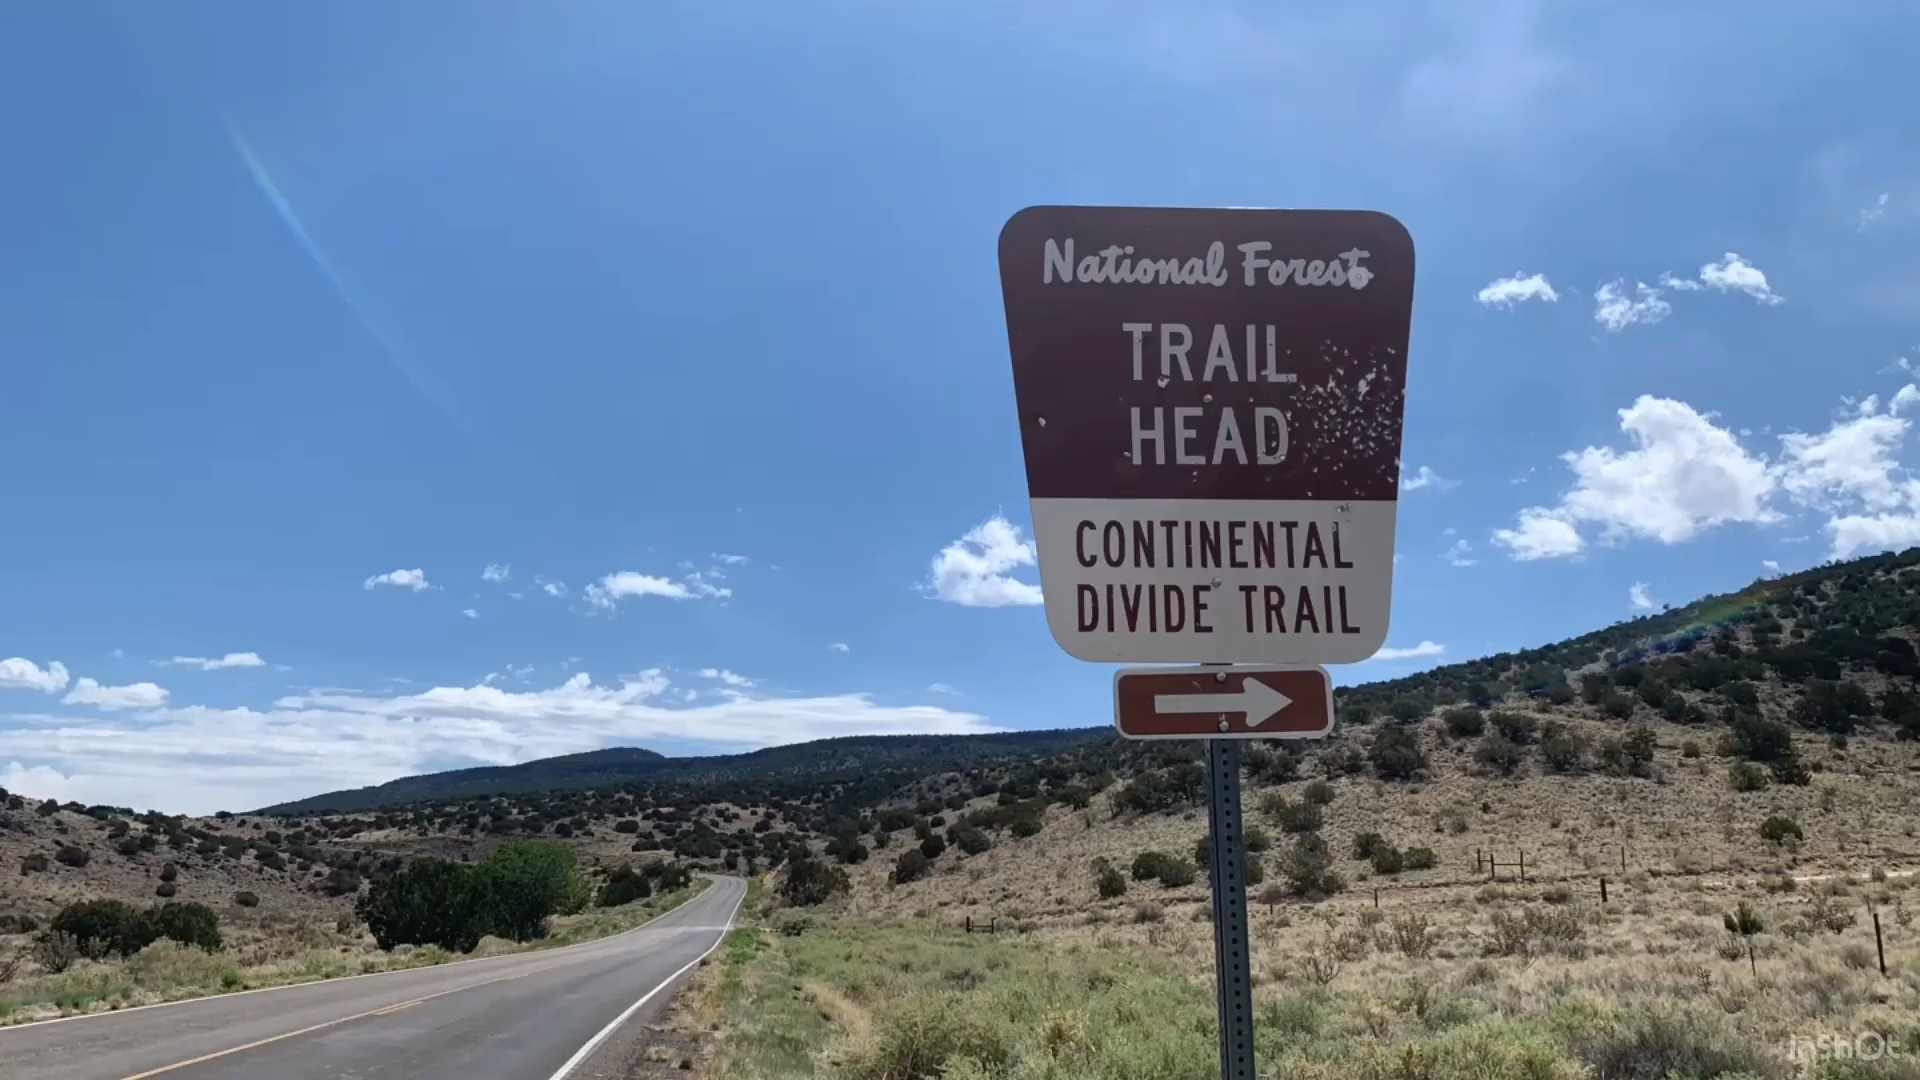 National Forest
TRAIL
HEAD
CONTINENTAL
DIVIDE TRAIL
InShOt